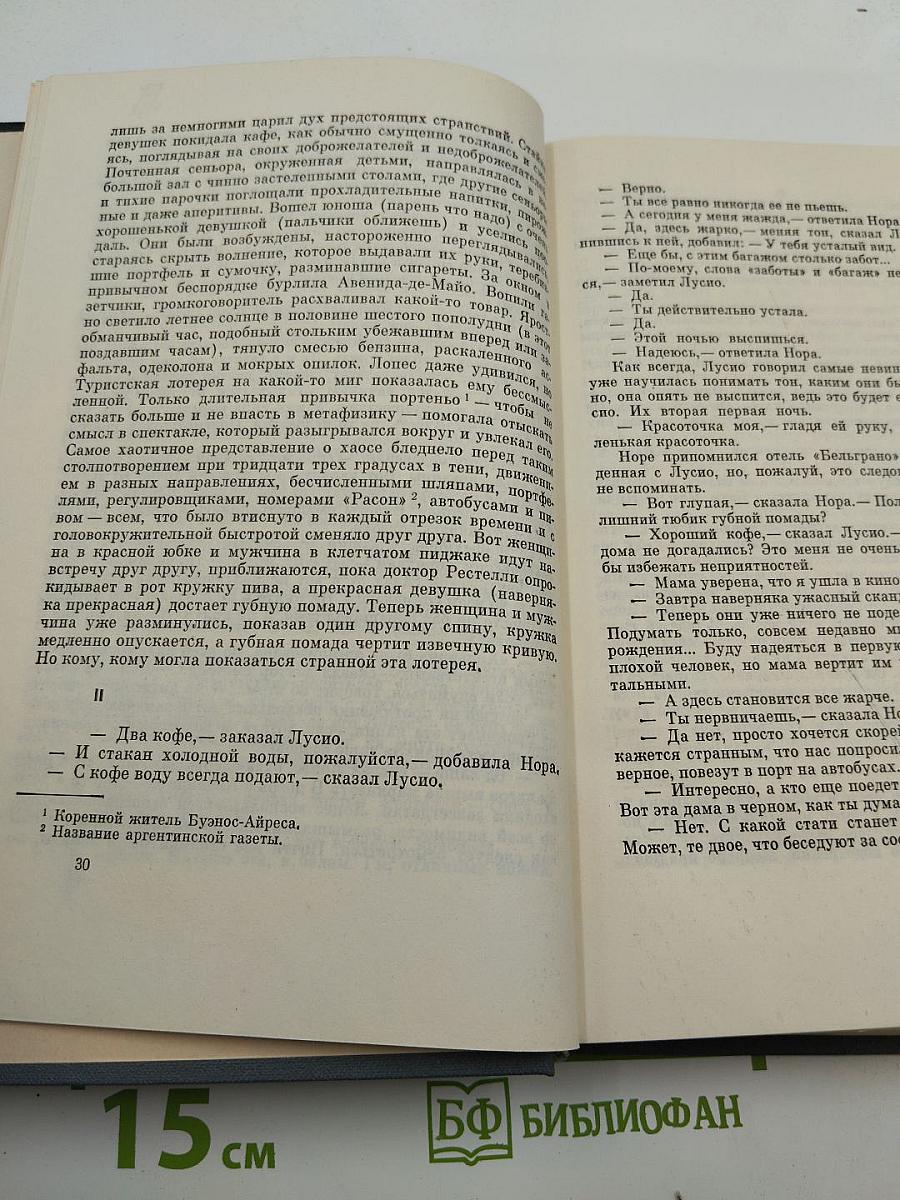 лишь за немногими царил дух предстоящих странствий.
девушек покидала кафе, как обычно смущенно толкаясь и
ясь, поглядывая на своих доброжелателей и недоброжелателей
Почтенная сеньора, окруженная детьми, направлялась в
большой зал с чинно застеленными столами, где другие сеньоры
и тихие парочки поглощали прохладительные напитки,
ные и даже аперитивы. Вошел юноша (парень что надо) с очень
хорошенькой девушкой (пальчики оближешь) и уселись
даль. Они были возбуждены, настороженно переглядывались,
стараясь скрыть волнение, которое выдавали их руки,
шие портфель и сумочку, разминавшие сигареты. За окном в
привычном беспорядке бурлила Авенида-де-Майо. Вопили га-
зетчики, громкоговоритель расхваливал какой-то товар. Ярост-
но светило летнее солнце в половине шестого пополудни (в этот
обманчивый час, подобный стольким убежавшим вперед или за-
поздавшим часам), тянуло смесью бензина, раскаленного ас-
фальта, одеколона и мокрых опилок. Лопес даже удивился, но
Туристская лотерея на какой-то миг показалась ему бессмыс-
ленной. Только длительная привычка портеньо¹ — чтобы не
сказать больше и не впасть в метафизику — помогала отыскать
смысл в спектакле, который разыгрывался вокруг и увлекал его.
Самое хаотичное представление о хаосе бледнело перед таким
столпотворением при тридцати трех градусах в тени, движени-
ем в разных направлениях, бесчисленными шляпами, портфе-
лями, регулировщиками, номерами «Расон»², автобусами и пи-
вом — всем, что было втиснуто в каждый отрезок времени и с
головокружительной быстротой сменяло друг друга. Вот женщи-
на в красной юбке и мужчина в клетчатом пиджаке идут на-
встречу друг другу, приближаются, пока доктор Рестелли опро-
кидывает в рот кружку пива, а прекрасная девушка (наверня-
ка прекрасная) достает губную помаду. Теперь женщина и муж-
чина уже разминулись, показав один другому спину, кружка
медленно опускается, а губная помада чертит извечную кривую.
Но кому, кому могла показаться странной эта лотерея.
II
— Два кофе,— заказал Лусио.
— И стакан холодной воды, пожалуйста,— добавила Нора.
— С кофе воду всегда подают,— сказал Лусио.
¹ Коренной житель Буэнос-Айреса.
² Название аргентинской газеты.
30
— Верно.
— Ты все равно никогда ее не пьешь.
— А сегодня у меня жажда,— ответила Нора
— Да, здесь жарко,— меняя тон, сказал Л
нившись к ней, добавил: — У тебя усталый вид.
— Еще бы, с этим багажом столько забот...
— По-моему, слова «заботы» и «багаж» не
ся,— заметил Лусио.
— Да.
— Ты действительно устала.
— Да.
— Этой ночью выспишься.
— Надеюсь,— ответила Нора.
Как всегда, Лусио говорил самые невин
уже научилась понимать тон, каким они бы
но, она опять не выспится, ведь это будет е
сио. Их вторая первая ночь.
— Красоточка моя,— гладя ей руку,
ленькая красоточка.
Норе припомнился отель «Бельграно»
денная с Лусио, но, пожалуй, это следо
не вспоминать.
— Вот глупая,— сказала Нора.— Пол
лишний тюбик губной помады?
— Хороший кофе,— сказал Лусио.—
дома не догадались? Это меня не очень
бы избежать неприятностей.
— Мама уверена, что я ушла в кино
— Завтра наверняка ужасный сканд
— Теперь они уже ничего не поде
Подумать только, совсем недавно м
рождения... Буду надеяться в первую
плохой человек, но мама вертит им
тальными.
— А здесь становится все жарче.
— Ты нервничаешь,— сказала Но
— Да нет, просто хочется скорей
кажется странным, что нас попроси
верное, повезут в порт на автобусах.
— Интересно, а кто еще поедет
Вот эта дама в черном, как ты дума
— Нет. С какой стати станет
Может, те двое, что беседуют за сос
15 см
БФ БИБЛИОФАН